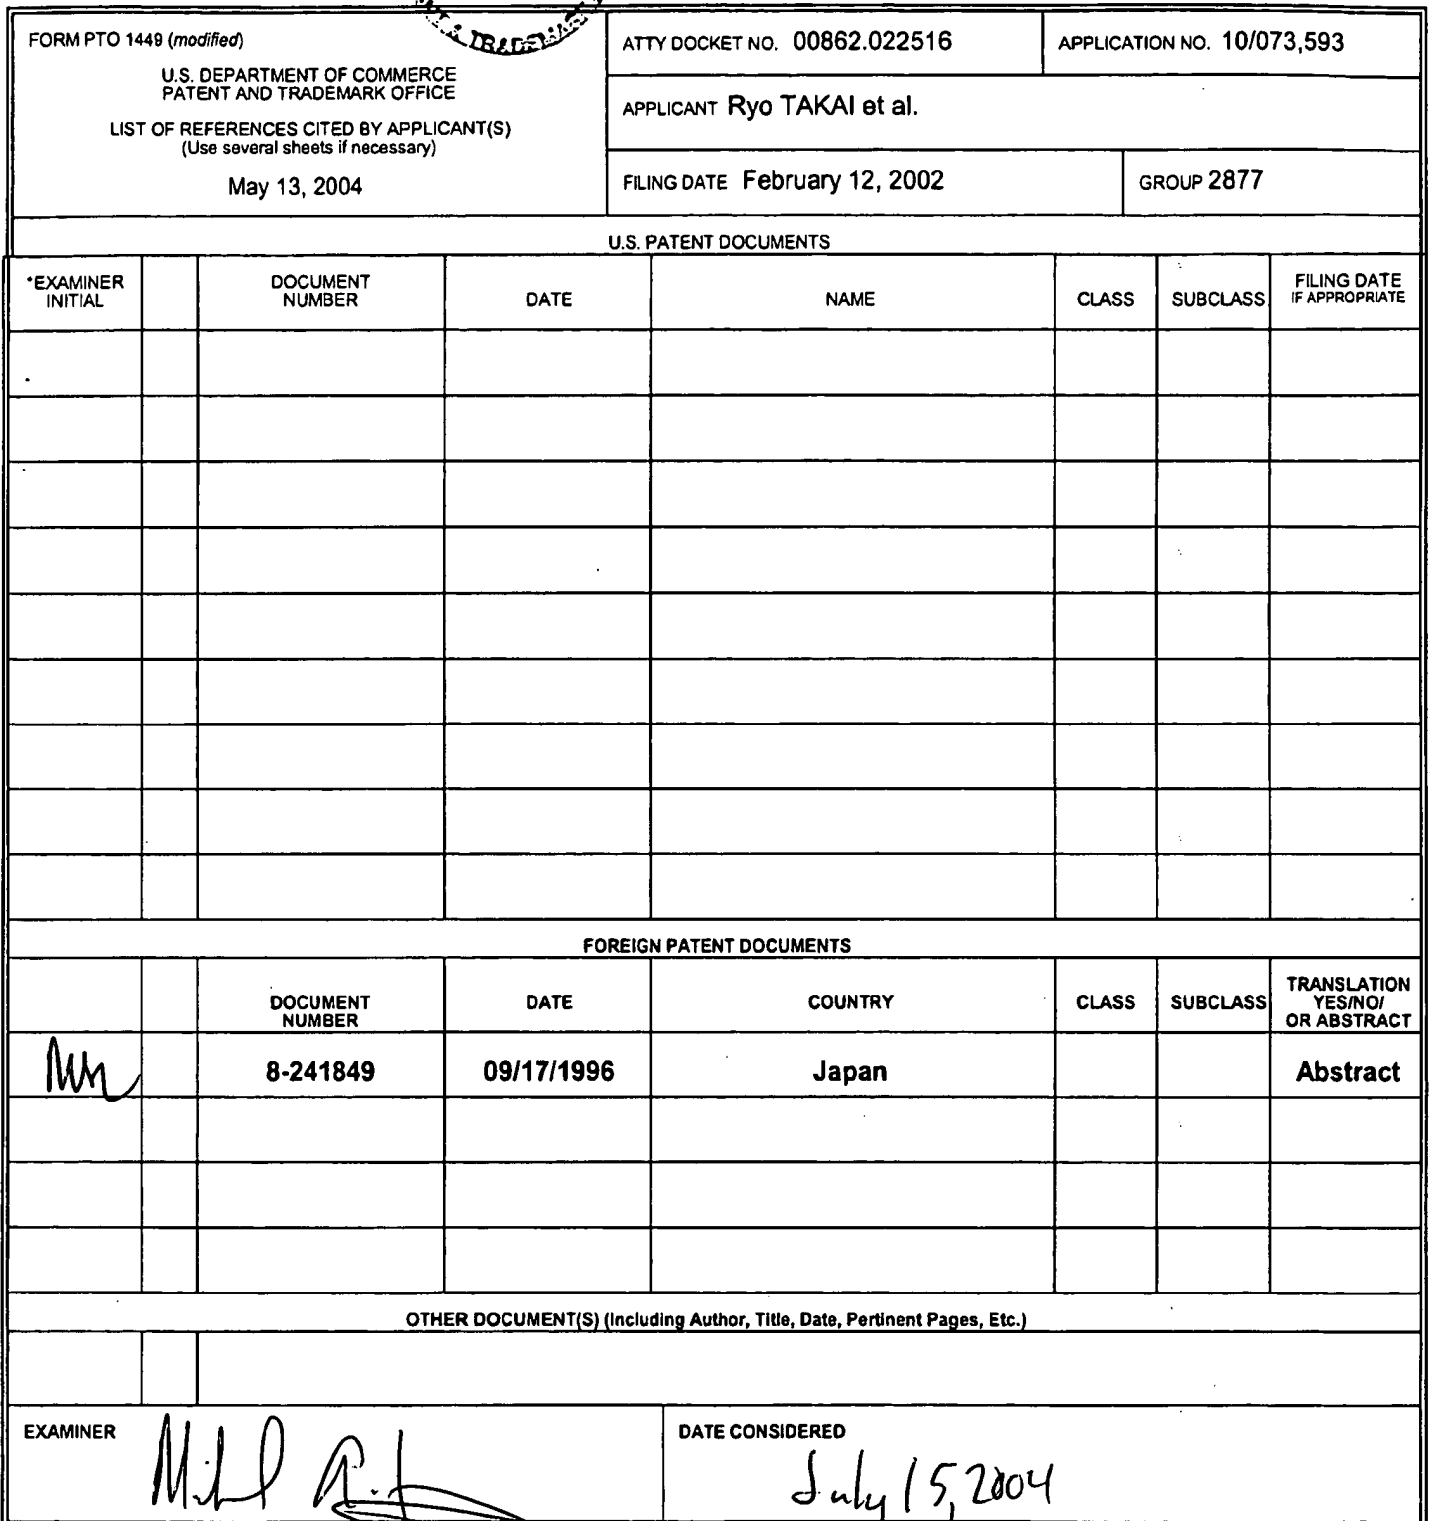 TRADEMARK
FORM PTO 1449 (modified)
U.S. DEPARTMENT OF COMMERCE
PATENT AND TRADEMARK OFFICE
LIST OF REFERENCES CITED BY APPLICANT(S)
(Use several sheets if necessary)
May 13, 2004
ATTY DOCKET NO. 00862.022516
APPLICATION NO. 10/073,593
APPLICANT Ryo TAKAI et al.
FILING DATE February 12, 2002
GROUP 2877
U.S. PATENT DOCUMENTS
*EXAMINER
INITIAL
DOCUMENT
NUMBER
DATE
NAME
CLASS
SUBCLASS
FILING DATE
IF APPROPRIATE
FOREIGN PATENT DOCUMENTS
DOCUMENT
NUMBER
DATE
COUNTRY
CLASS
SUBCLASS
TRANSLATION
YES/NO/
OR ABSTRACT
8-241849
09/17/1996
Japan
Abstract
OTHER DOCUMENT(S) (Including Author, Title, Date, Pertinent Pages, Etc.)
EXAMINER
DATE CONSIDERED
July 15, 2004